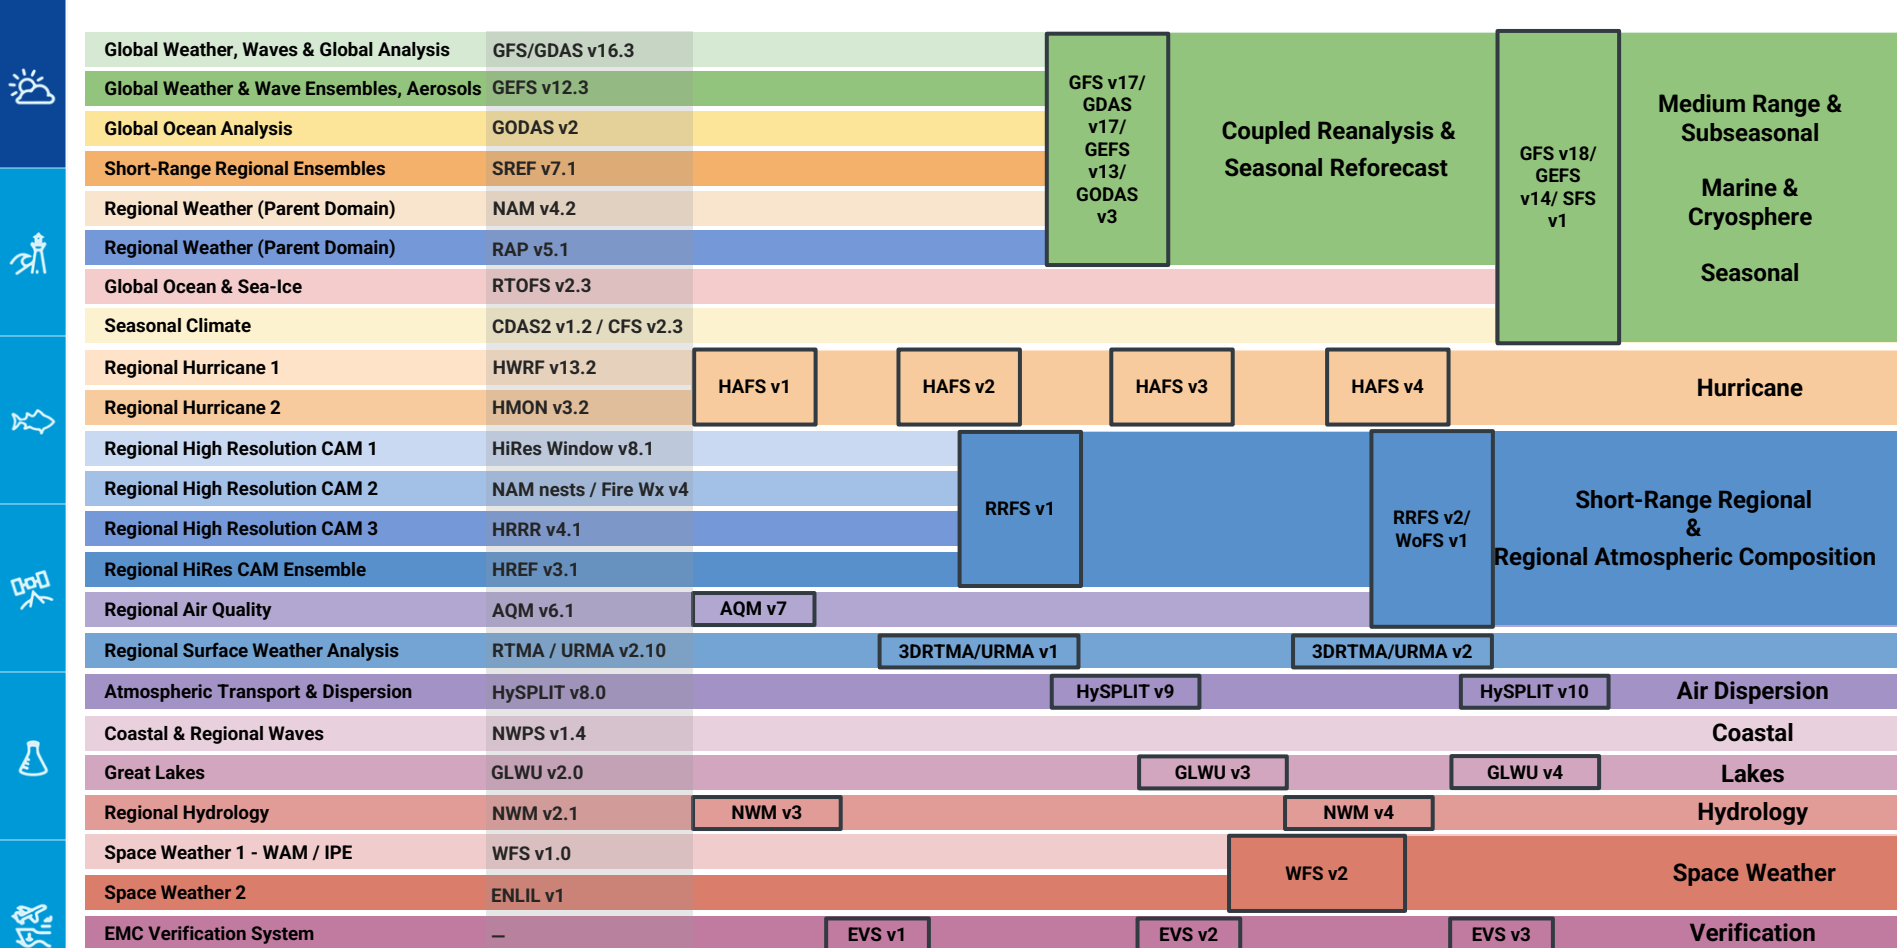 Global Weather, Waves & Global Analysis GFS/GDAS v16.3
Global Weather & Wave Ensembles, Aerosols GEFS v12.3
Global Ocean Analysis GODAS v2
Short-Range Regional Ensembles SREF v7.1
Regional Weather (Parent Domain) NAM v4.2
Regional Weather (Parent Domain) RAP v5.1
Global Ocean & Sea-Ice RTOFS v2.3
Seasonal Climate CDAS2 v1.2 / CFS v2.3
GFS v17/
GDAS
v17/
GEFS
v13/
GODAS
v3
Coupled Reanalysis &
Seasonal Reforecast
GFS v18/
GEFS
v14/ SFS
v1
Medium Range &
Subseasonal
Marine &
Cryosphere
Seasonal
Regional Hurricane 1 HWRF v13.2
Regional Hurricane 2 HMON v3.2
HAFS v1 HAFS v2 HAFS v3 HAFS v4 Hurricane
Regional High Resolution CAM 1 HiRes Window v8.1
Regional High Resolution CAM 2 NAM nests / Fire Wx v4
Regional High Resolution CAM 3 HRRR v4.1
Regional HiRes CAM Ensemble HREF v3.1
RRFS v1
RRFS v2/
WoFS v1
Short-Range Regional
&
Regional Atmospheric Composition
Regional Air Quality AQM v6.1 AQM v7
Regional Surface Weather Analysis RTMA / URMA v2.10 3DRTMA/URMA v1 3DRTMA/URMA v2
Atmospheric Transport & Dispersion HySPLIT v8.0 HySPLIT v9 HySPLIT v10 Air Dispersion
Coastal & Regional Waves NWPS v1.4 Coastal
Great Lakes GLWU v2.0 GLWU v3 GLWU v4 Lakes
Regional Hydrology NWM v2.1 NWM v3 NWM v4 Hydrology
Space Weather 1 - WAM / IPE WFS v1.0
Space Weather 2 ENLIL v1
WFS v2 Space Weather
EMC Verification System – EVS v1 EVS v2 EVS v3 Verification